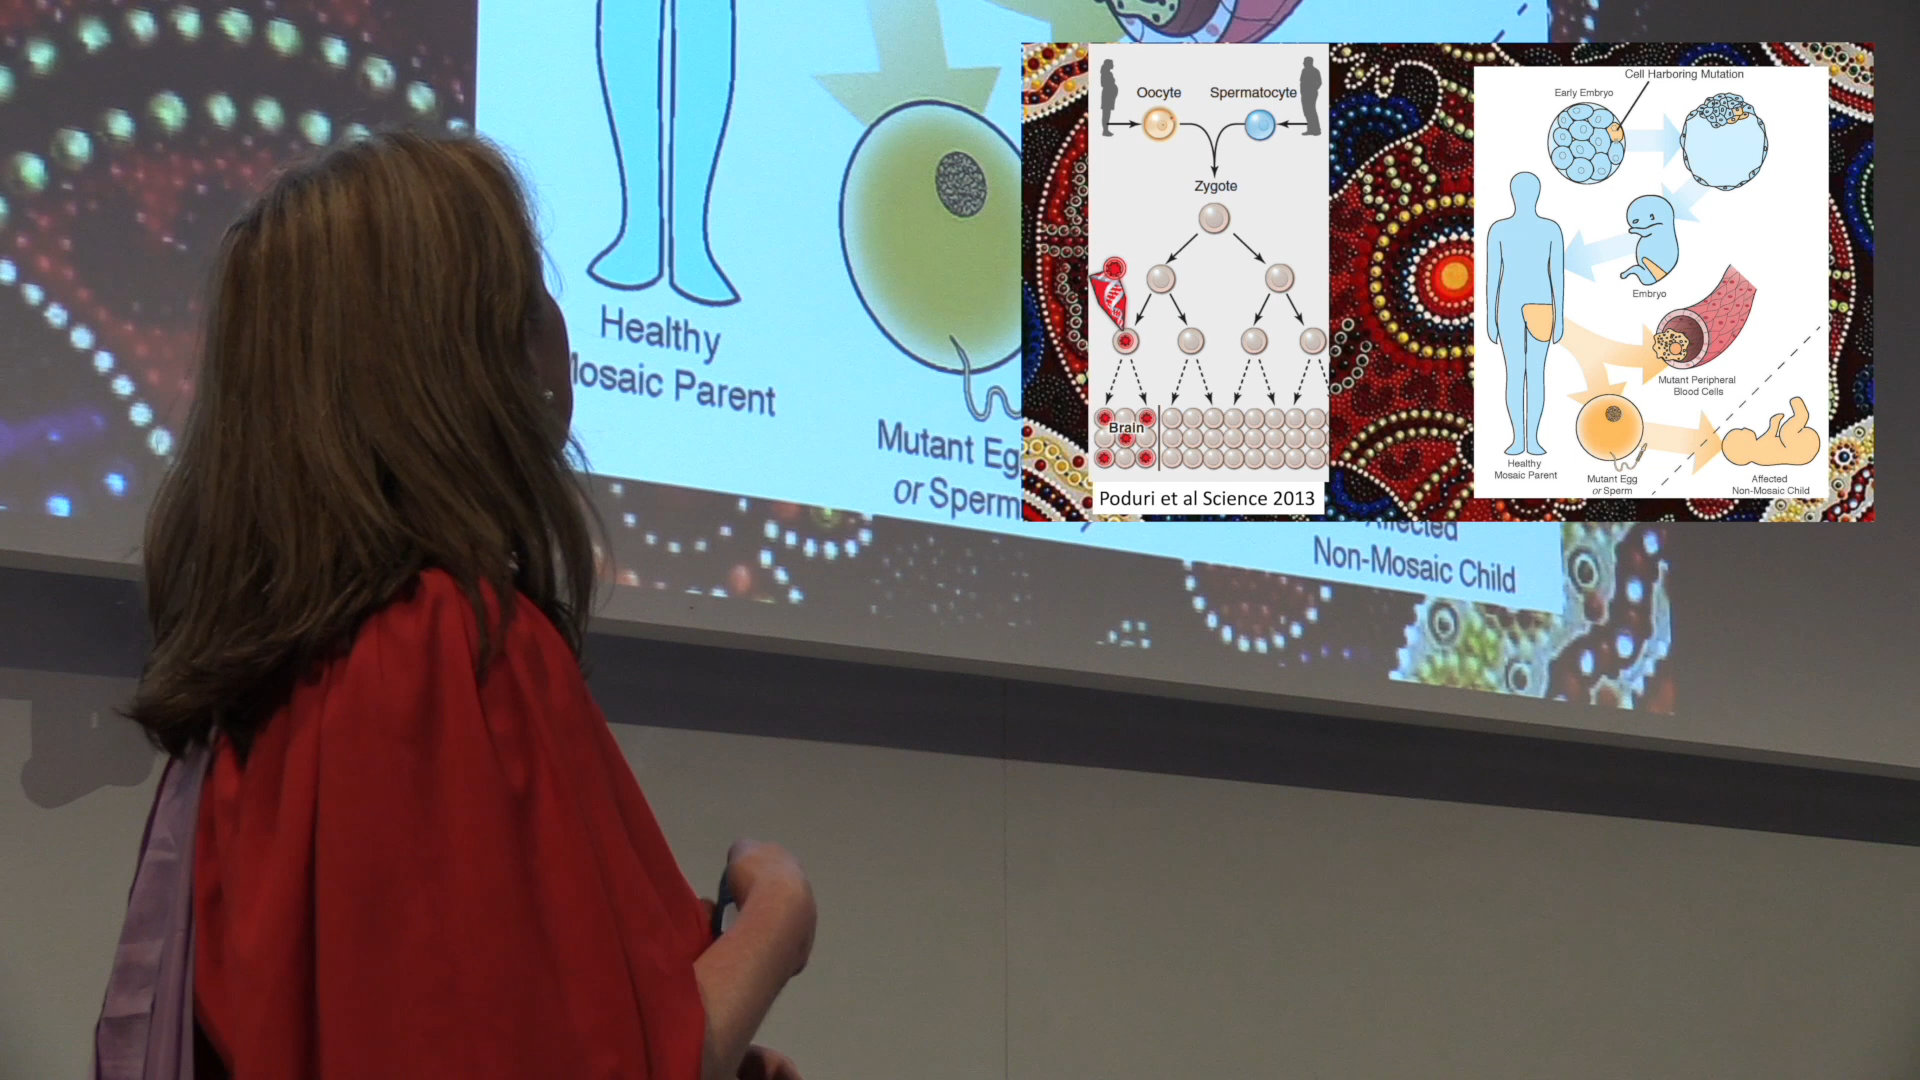 Healthy
Mosaic Parent
Mutant Eg
or Sperm
Affected
Non-Mosaic Child
Oocyte
Spermatocyte
Zygote
Brain
Poduri et al Science 2013
Cell Harboring Mutation
Early Embryo
Embryo
Mutant Peripheral
Blood Cells
Healthy
Mosaic Parent
Mutant Egg
or Sperm
Affected
Non-Mosaic Child